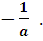 − 1/a .